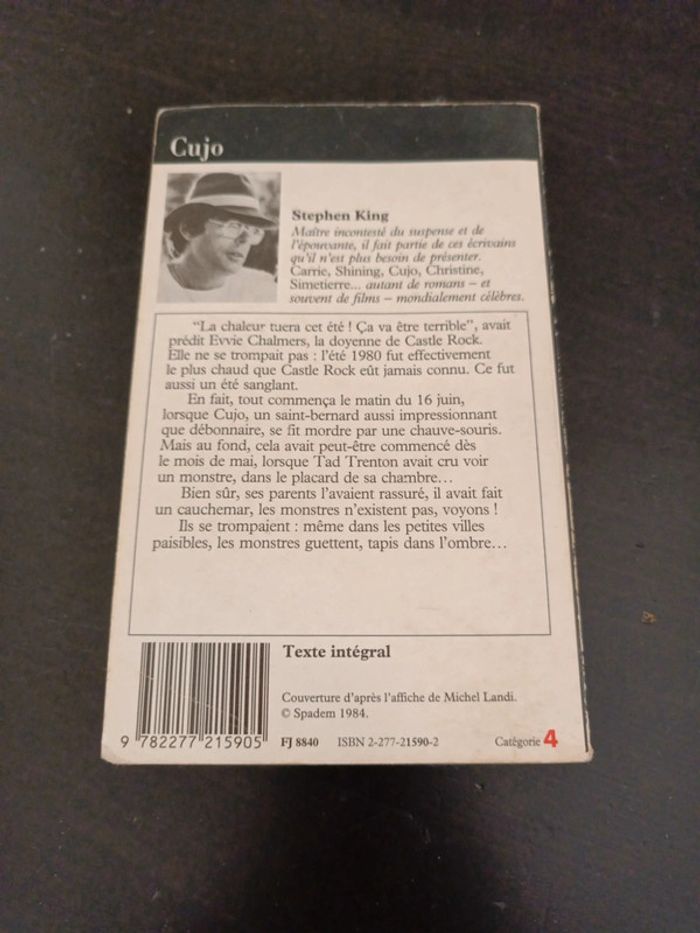 Cujo
Stephen King
Maître incontesté du suspense et de
l'épouvante, il fait partie de ces écrivains
qu'il n'est plus besoin de présenter.
Carrie, Shining, Cujo, Christine,
Simetierre... autant de romans – et
souvent de films – mondialement célèbres.
"La chaleur tuera cet été ! Ça va être terrible", avait
prédit Evvie Chalmers, la doyenne de Castle Rock.
Elle ne se trompait pas : l'été 1980 fut effectivement
le plus chaud que Castle Rock eût jamais connu. Ce fut
aussi un été sanglant.
En fait, tout commença le matin du 16 juin,
lorsque Cujo, un saint-bernard aussi impressionnant
que débonnaire, se fit mordre par une chauve-souris.
Mais au fond, cela avait peut-être commencé dès
le mois de mai, lorsque Tad Trenton avait cru voir
un monstre, dans le placard de sa chambre...
Bien sûr, ses parents l'avaient rassuré, il avait fait
un cauchemar, les monstres n'existent pas, voyons !
Ils se trompaient : même dans les petites villes
paisibles, les monstres guettent, tapis dans l'ombre...
Texte intégral
Couverture d'après l'affiche de Michel Landi.
© Spadem 1984.
9 782277 215905 FJ 8840 ISBN 2-277-21590-2 Catégorie 4